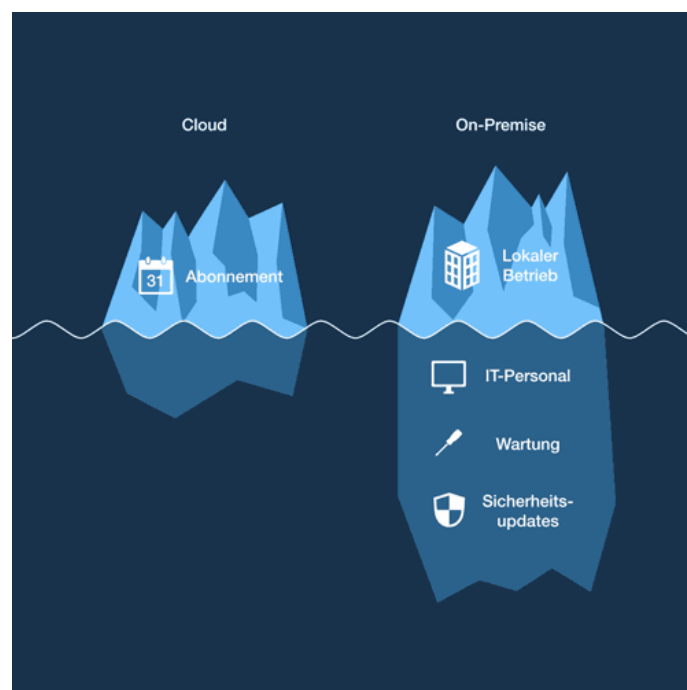 Cloud
On-Premise
31
Abonnement
Lokaler
Betrieb
IT-Personal
Wartung
Sicherheits-
updates